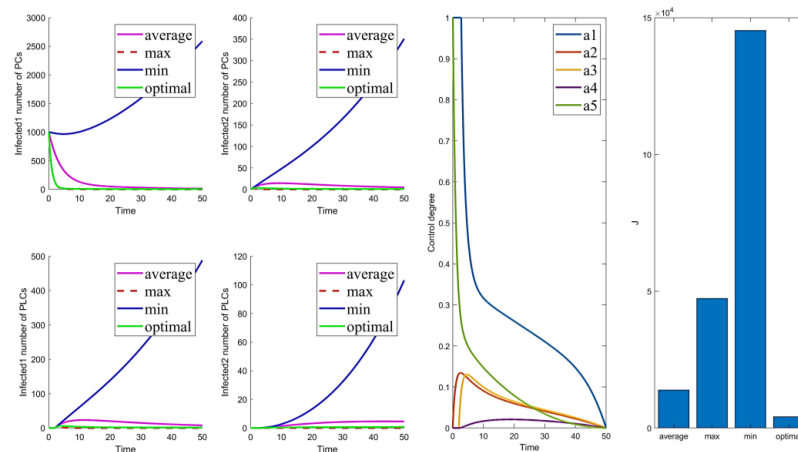 3000
2500
2000
1500
1000
500
0
0 10 20 30 40 50
Time
Infected1 number of PCs
average
max
min
optimal
400
350
300
250
200
150
100
50
0
0 10 20 30 40 50
Time
Infected2 number of PCs
average
max
min
optimal
500
400
300
200
100
0
0 10 20 30 40 50
Time
Infected1 number of PLCs
average
max
min
optimal
120
100
80
60
40
20
0
0 10 20 30 40 50
Time
Infected2 number of PLCs
average
max
min
optimal
1
0.9
0.8
0.7
0.6
0.5
0.4
0.3
0.2
0.1
0
0 10 20 30 40 50
Time
Control degree
a1
a2
a3
a4
a5
15 ×10⁴
10
5
0
J
average max min optimal